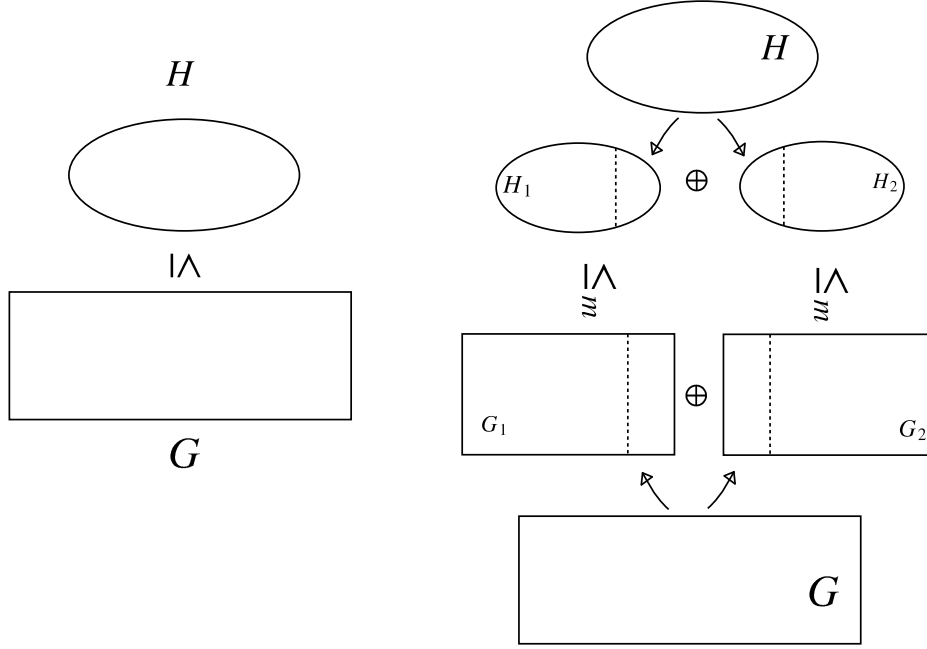 H
≤
G
H
H₁ ⊕ H₂
≤ₘ ≤ₘ
G₁ ⊕ G₂
G